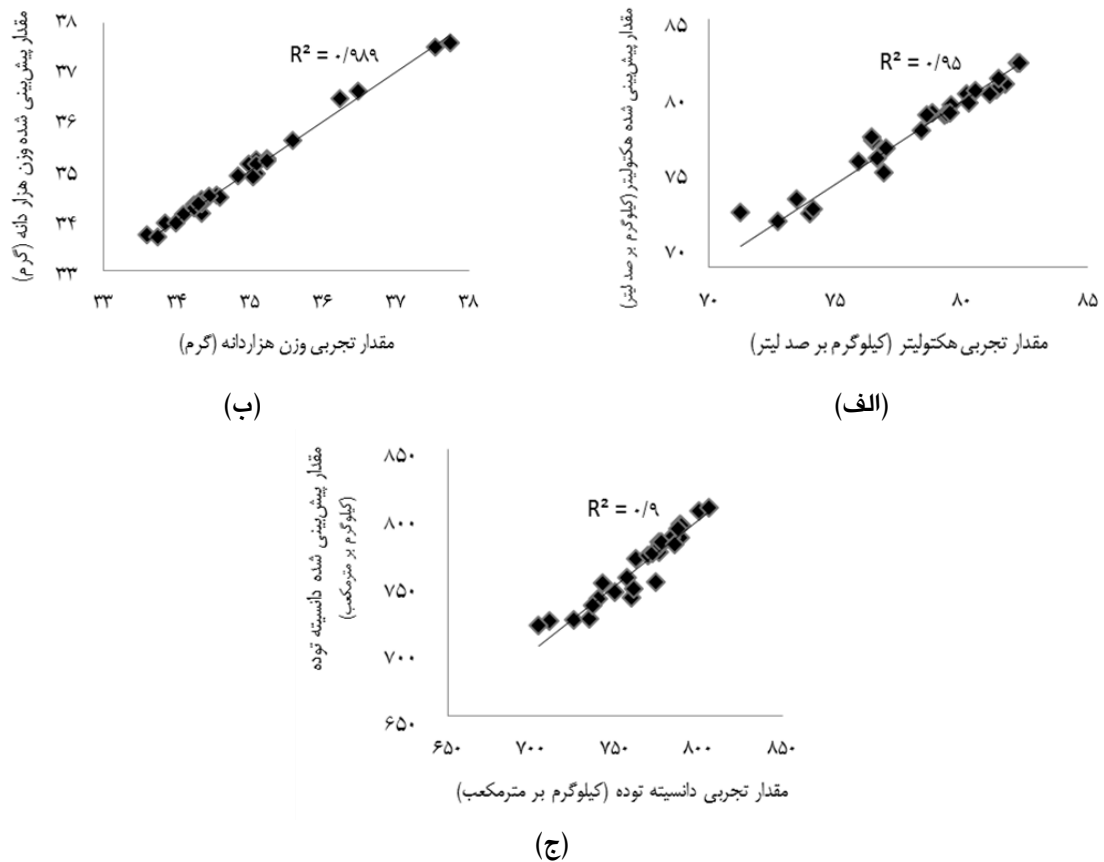 مقدار پیش‌بینی شده هکتولیتر (کیلوگرم بر صد لیتر)
۸۵
۸۰
۷۵
۷۰
R² = ۰/۹۵
۷۰ ۷۵ ۸۰ ۸۵
مقدار تجربی هکتولیتر (کیلوگرم بر صد لیتر)
(الف)
مقدار پیش‌بینی شده وزن هزار دانه (گرم)
۳۸
۳۷
۳۶
۳۵
۳۴
۳۳
R² = ۰/۹۸۹
۳۳ ۳۴ ۳۵ ۳۶ ۳۷ ۳۸
مقدار تجربی وزن هزاردانه (گرم)
(ب)
مقدار پیش‌بینی شده دانسیته توده
(کیلوگرم بر مترمکعب)
۸۵۰
۸۰۰
۷۵۰
۷۰۰
۶۵۰
R² = ۰/۹
۶۵۰ ۷۰۰ ۷۵۰ ۸۰۰ ۸۵۰
مقدار تجربی دانسیته توده (کیلوگرم بر مترمکعب)
(ج)